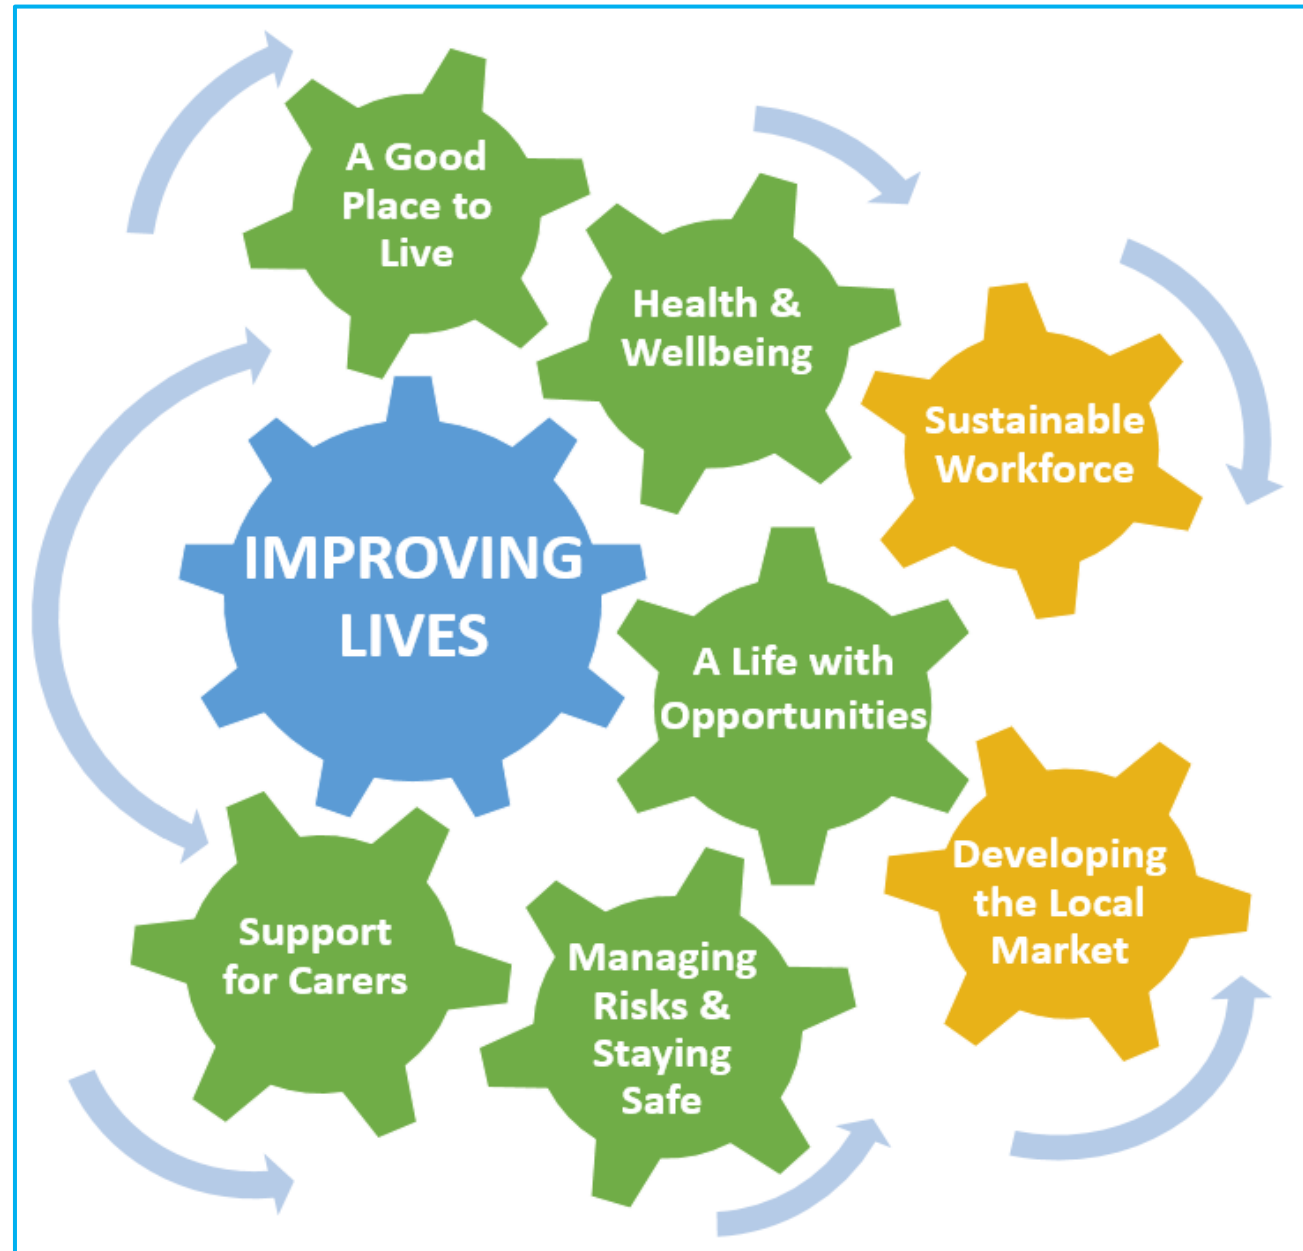 A Good
Place to
Live
Health &
Wellbeing
Sustainable
Workforce
IMPROVING
LIVES
A Life with
Opportunities
Developing
the Local
Market
Support
for Carers
Managing
Risks &
Staying
Safe